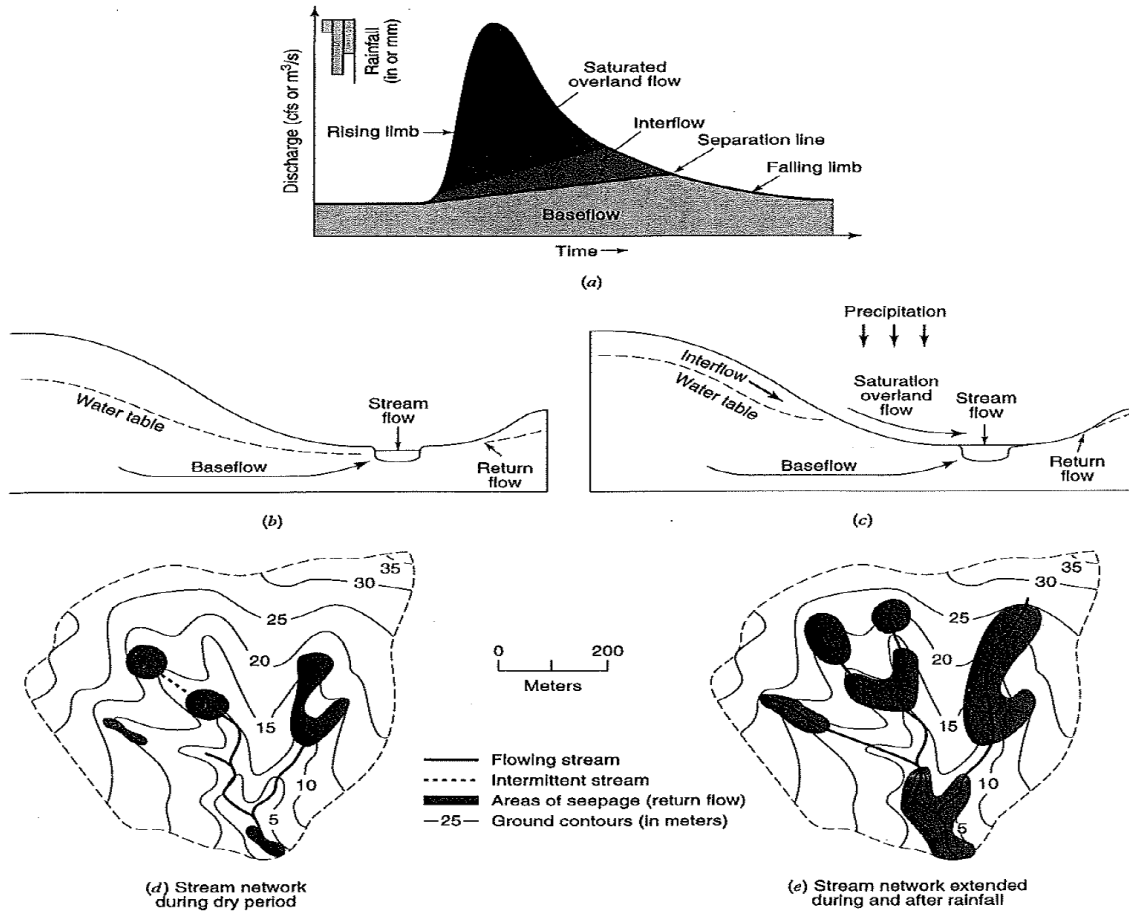 Rainfall
(in or mm)
Discharge (cfs or m³/s)
Rising limb
Saturated
overland flow
Interflow
Separation line
Falling limb
Baseflow
Time
(a)
Water table
Stream
flow
Baseflow
Return
flow
(b)
Precipitation
Interflow
Water table
Saturation
overland
flow
Stream
flow
Baseflow
Return
flow
(c)
35
30
25
20
15
10
5
(d) Stream network
during dry period
0 200
Meters
Flowing stream
Intermittent stream
Areas of seepage (return flow)
25 Ground contours (in meters)
35
30
25
20
15
10
5
(e) Stream network extended
during and after rainfall